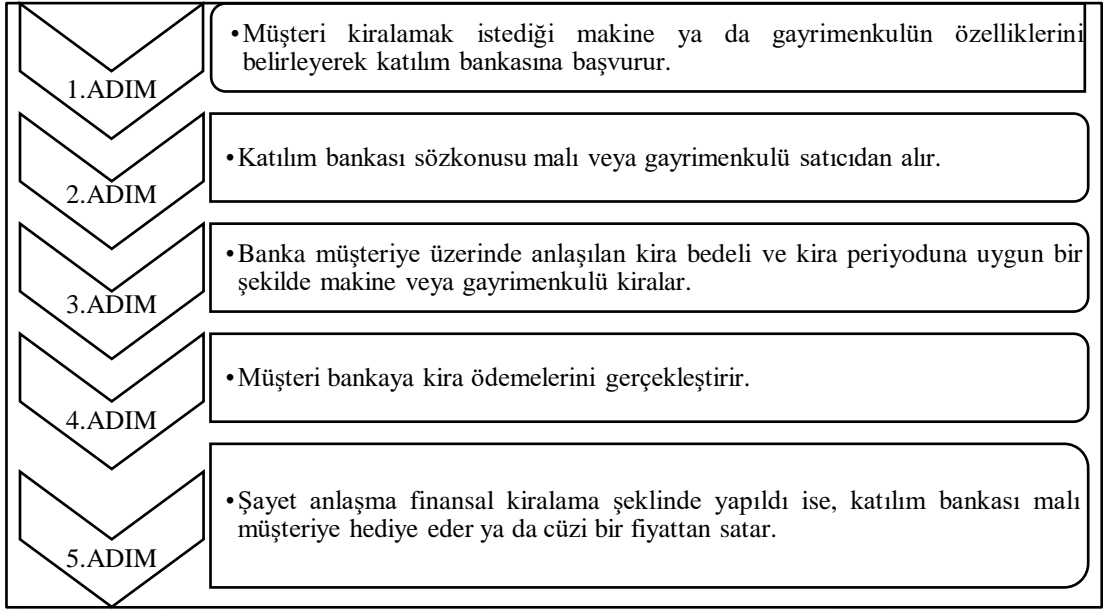 •Müşteri kiralamak istediği makine ya da gayrimenkulün özelliklerini
belirleyerek katılım bankasına başvurur.
1.ADIM
•Katılım bankası sözkonusu malı veya gayrimenkulü satıcıdan alır.
2.ADIM
•Banka müşteriye üzerinde anlaşılan kira bedeli ve kira periyoduna uygun bir
şekilde makine veya gayrimenkulü kiralar.
3.ADIM
•Müşteri bankaya kira ödemelerini gerçekleştirir.
4.ADIM
•Şayet anlaşma finansal kiralama şeklinde yapıldı ise, katılım bankası malı
müşteriye hediye eder ya da cüzi bir fiyattan satar.
5.ADIM